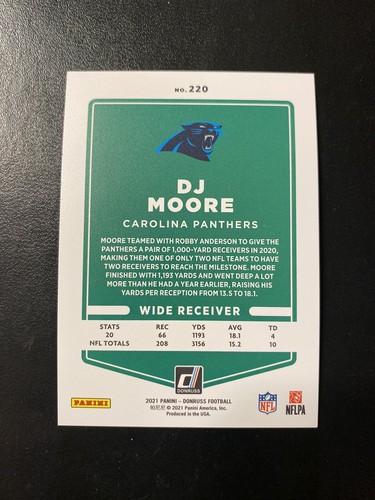 NO. 220
DJ
MOORE
CAROLINA PANTHERS
MOORE TEAMED WITH ROBBY ANDERSON TO GIVE THE
PANTHERS A PAIR OF 1,000-YARD RECEIVERS IN 2020,
MAKING THEM ONE OF ONLY TWO NFL TEAMS TO HAVE
TWO RECEIVERS TO REACH THE MILESTONE. MOORE
FINISHED WITH 1,193 YARDS AND WENT DEEP A LOT
MORE THAN HE HAD A YEAR EARLIER, RAISING HIS
YARDS PER RECEPTION FROM 13.5 TO 18.1.
WIDE RECEIVER
STATS REC YDS AVG TD
20 66 1193 18.1 4
NFL TOTALS 208 3156 15.2 10
DONRUSS
PANINI
2021 PANINI – DONRUSS FOOTBALL
帕尼尼 © 2021 Panini America, Inc.
Produced in the USA.
NFL
NFLPA